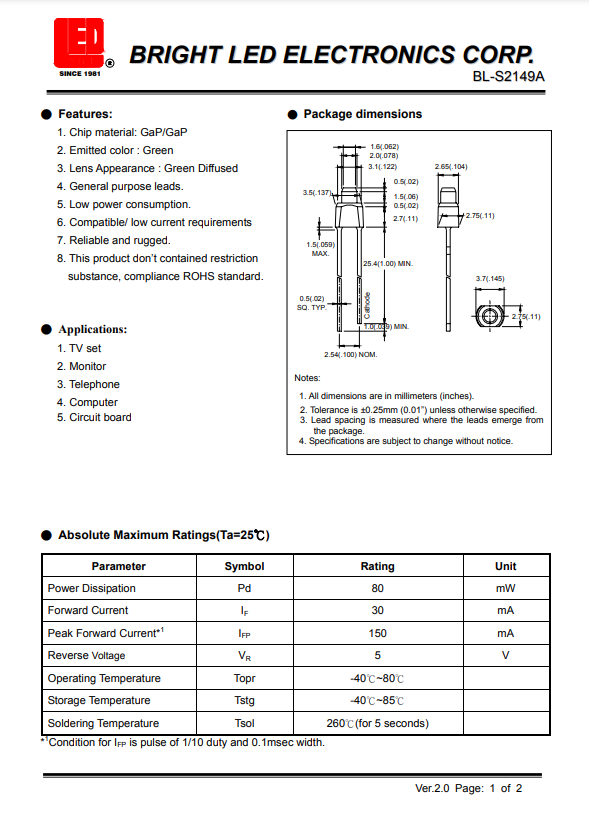 LED
®
SINCE 1981
BRIGHT LED ELECTRONICS CORP.
BL-S2149A
● Features:
1. Chip material: GaP/GaP
2. Emitted color : Green
3. Lens Appearance : Green Diffused
4. General purpose leads.
5. Low power consumption.
6. Compatible/ low current requirements
7. Reliable and rugged.
8. This product don't contained restriction
substance, compliance ROHS standard.
● Applications:
1. TV set
2. Monitor
3. Telephone
4. Computer
5. Circuit board
● Package dimensions
1.6(.062)
2.0(.078)
3.1(.122)
0.5(.02)
3.5(.137)
1.5(.06)
0.5(.02)
2.7(.11)
1.5(.059)
MAX.
25.4(1.00) MIN.
0.5(.02)
SQ. TYP.
Cathode
1.0(.039) MIN.
2.54(.100) NOM.
2.65(.104)
2.75(.11)
3.7(.145)
2.75(.11)
Notes:
1. All dimensions are in millimeters (inches).
2. Tolerance is ±0.25mm (0.01”) unless otherwise specified.
3. Lead spacing is measured where the leads emerge from
the package.
4. Specifications are subject to change without notice.
● Absolute Maximum Ratings(Ta=25℃)
Parameter Symbol Rating Unit
Power Dissipation Pd 80 mW
Forward Current IF 30 mA
Peak Forward Current*1 IFP 150 mA
Reverse Voltage VR 5 V
Operating Temperature Topr -40℃~80℃
Storage Temperature Tstg -40℃~85℃
Soldering Temperature Tsol 260℃(for 5 seconds)
*1Condition for IFP is pulse of 1/10 duty and 0.1msec width.
Ver.2.0 Page: 1 of 2